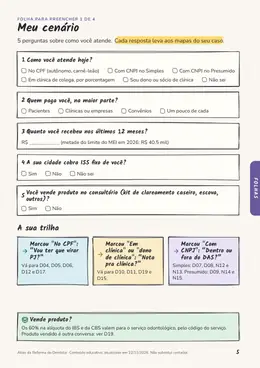 FOLHA PARA PREENCHER 1 DE 4
Meu cenário
5 perguntas sobre como você atende. Cada resposta leva aos mapas do seu caso.
1 Como você atende hoje?
No CPF (autônomo, carnê-leão) Com CNPJ no Simples Com CNPJ no Presumido
Em clínica de colega, por porcentagem Sou dono ou sócio de clínica Não sei
2 Quem paga você, na maior parte?
Pacientes Clínicas ou empresas Convênios Um pouco de cada
3 Quanto você recebeu nos últimos 12 meses?
R$ (metade do limite do MEI em 2026: R$ 40,5 mil)
4 A sua cidade cobra ISS fixo de você?
Sim Não Não sei
5 Você vende produto no consultório (kit de clareamento caseiro, escova, outros)?
Sim Não
A sua trilha
Marcou "No CPF": "Vou ter que virar PJ?"
Vá para D04, D05, D06, D12 e D17.
Marcou "Em clínica" ou "dono de clínica": "Nota pra clínica?"
Vá para D10, D11, D19 e D15.
Marcou "Com CNPJ": "Dentro ou fora do DAS?"
Simples: D07, D08, N12 e N13. Presumido: D09, N14 e N15.
Vende produto?
Os 60% na alíquota do IBS e da CBS valem para o serviço odontológico, pelo código do serviço. Produto vendido é outra conversa: ver D18.
FOLHAS
5